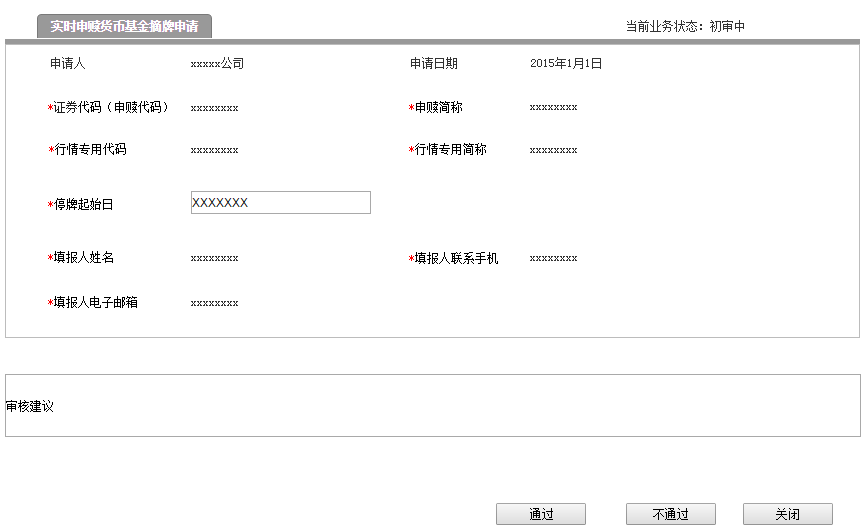 实时申赎货币基金摘牌申请 当前业务状态：初审中
申请人 xxxxx公司 申请日期 2015年1月1日
*证券代码（申赎代码） xxxxxxxx *申赎简称 xxxxxxxx
*行情专用代码 xxxxxxxx *行情专用简称 xxxxxxxx
*停牌起始日 XXXXXXX
*填报人姓名 xxxxxxxx *填报人联系手机 xxxxxxxx
*填报人电子邮箱 xxxxxxxx
审核建议
通过 不通过 关闭